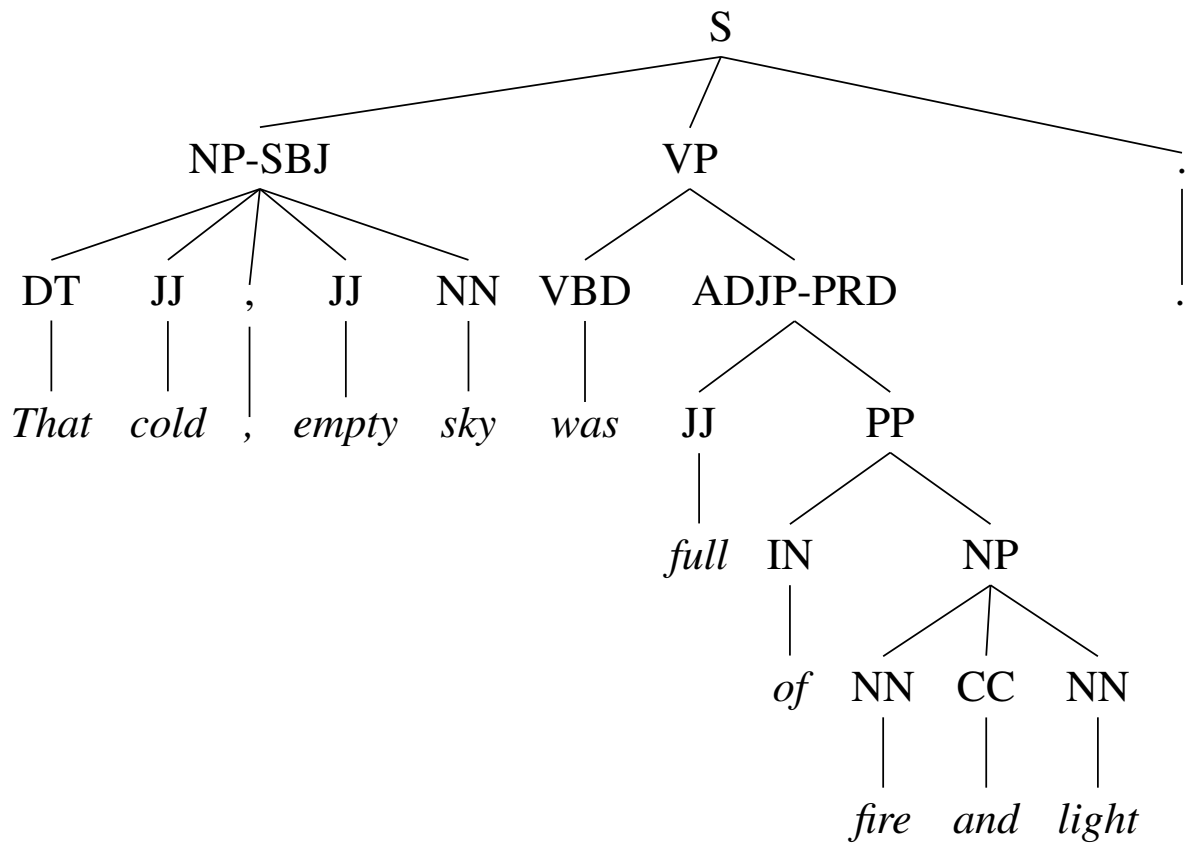 S
NP-SBJ VP .
DT JJ , JJ NN VBD ADJP-PRD .
That cold , empty sky was JJ PP
full IN NP
of NN CC NN
fire and light